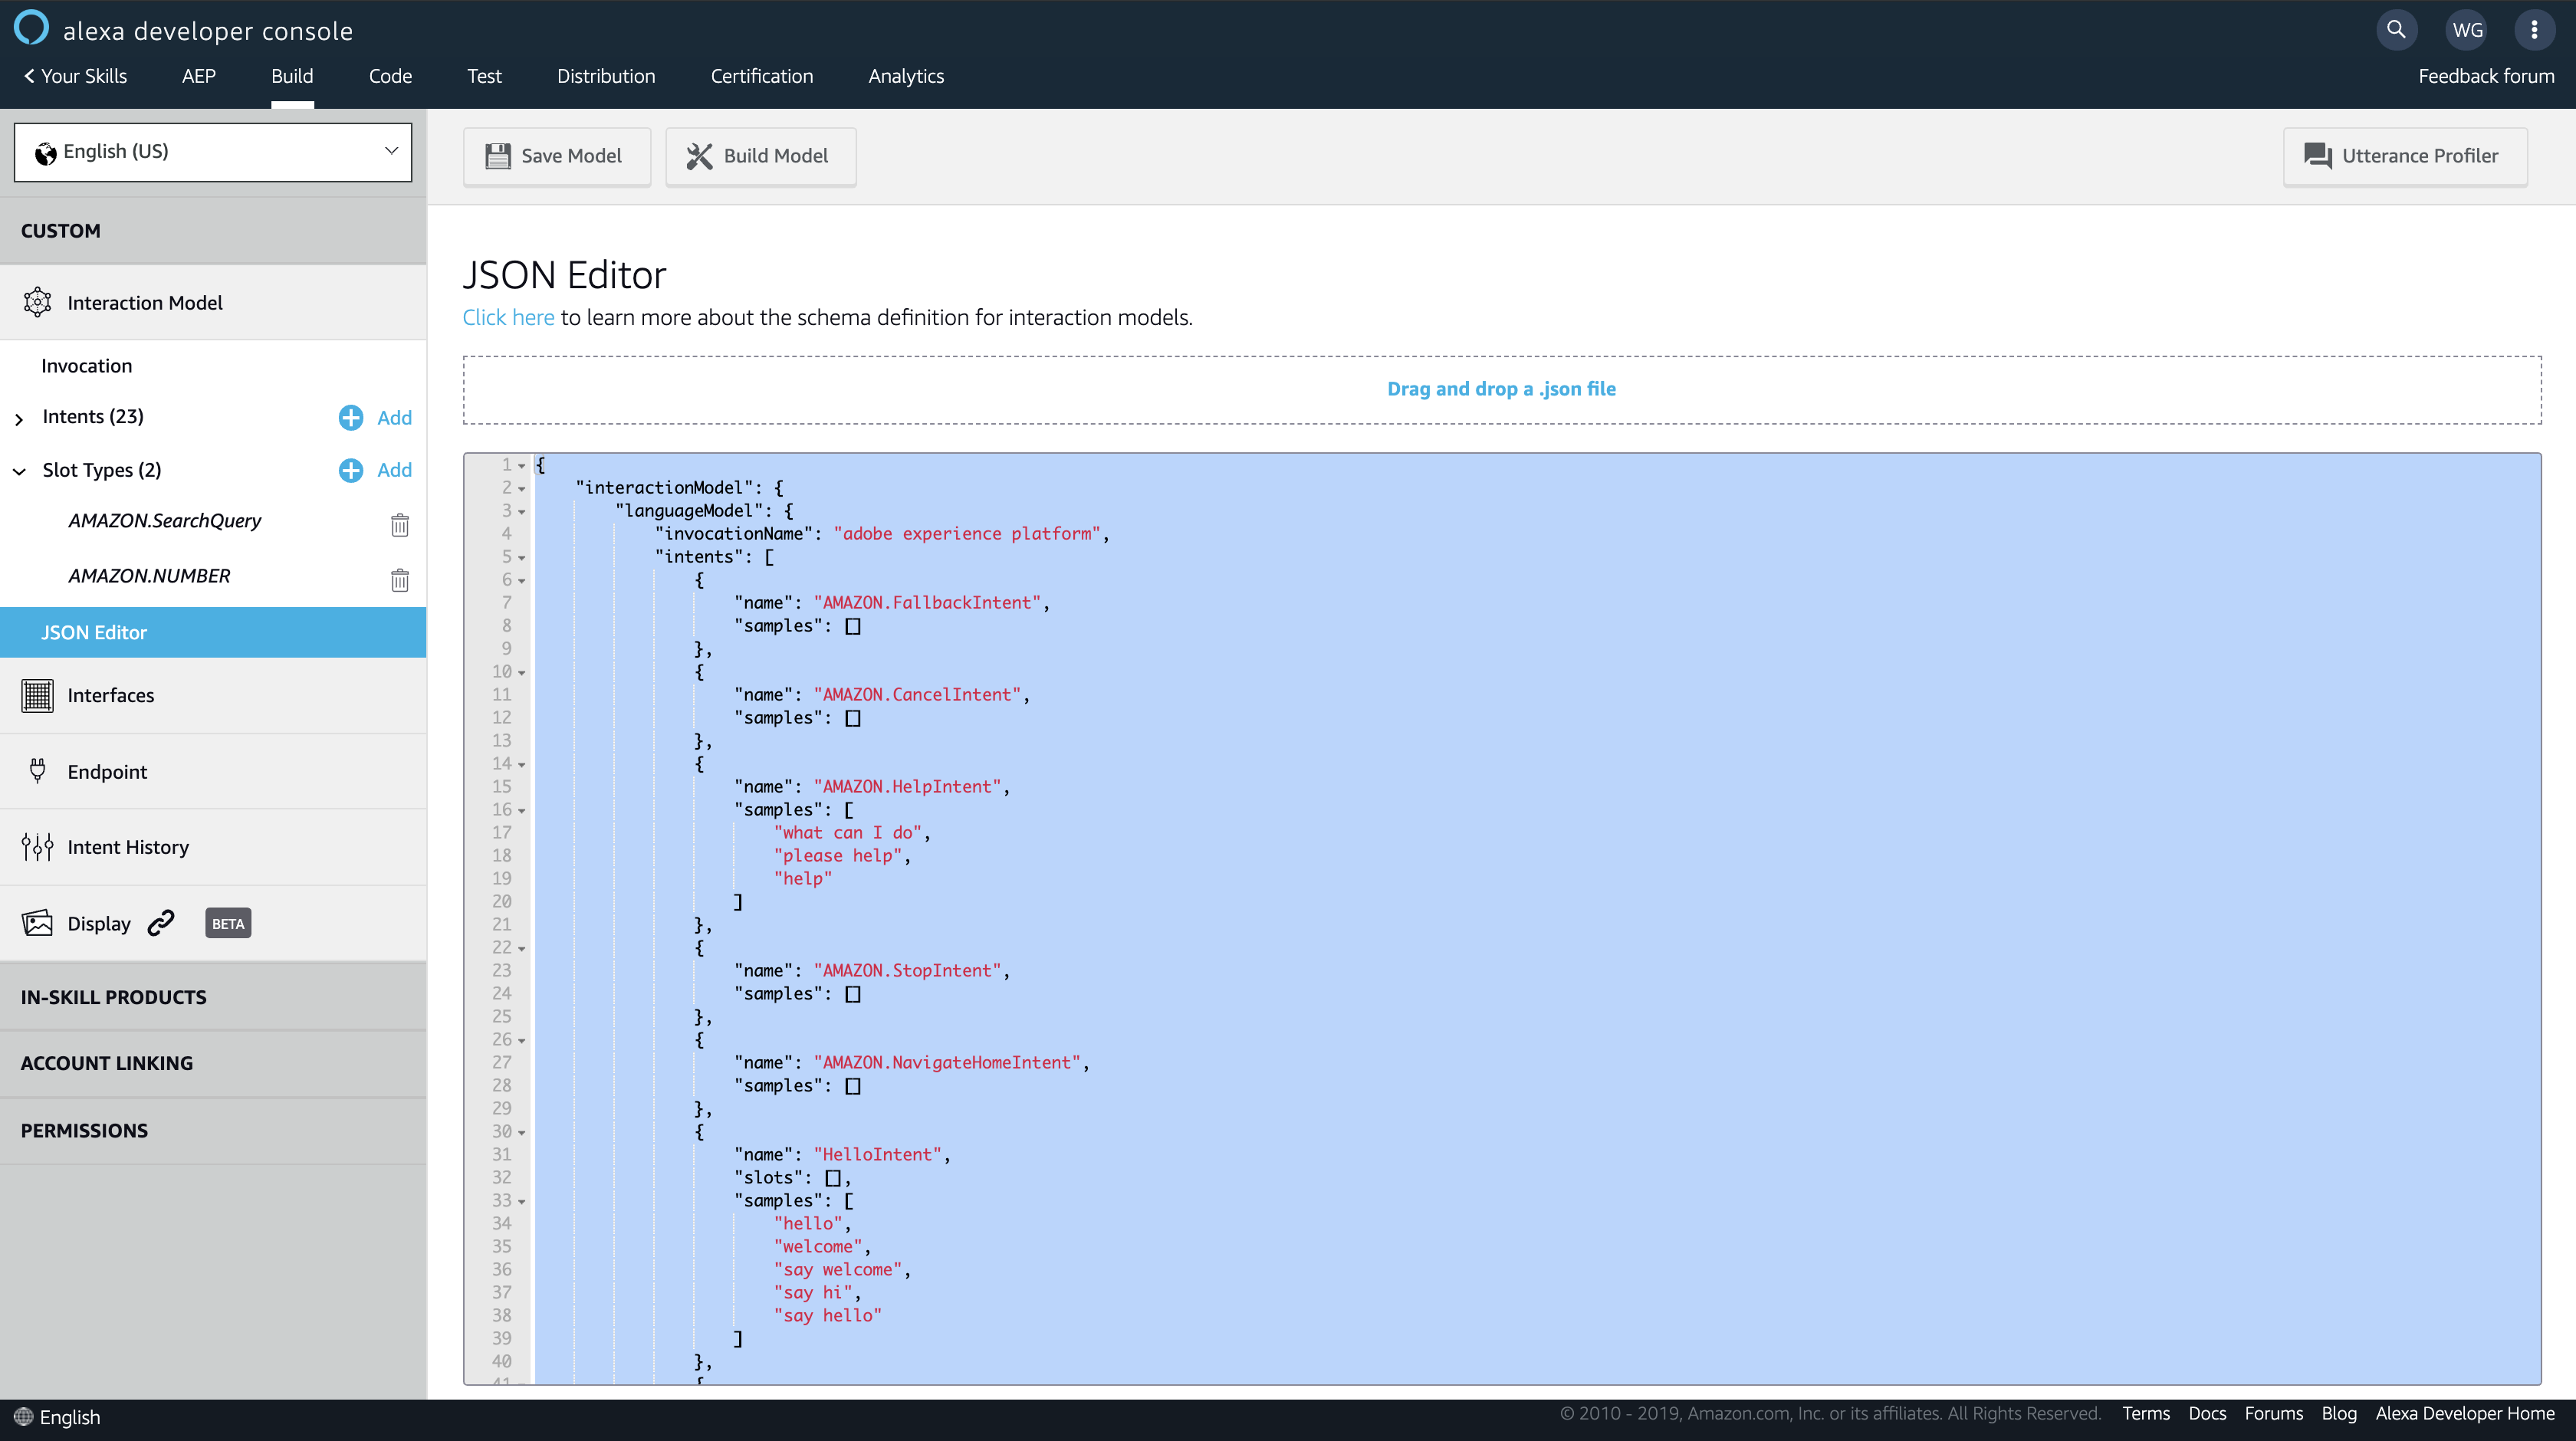 alexa developer console
WG
Your Skills AEP Build Code Test Distribution Certification Analytics Feedback forum
English (US)
Save Model Build Model Utterance Profiler
CUSTOM
Interaction Model
Invocation
Intents (23) Add
Slot Types (2) Add
AMAZON.SearchQuery
AMAZON.NUMBER
JSON Editor
Interfaces
Endpoint
Intent History
Display BETA
IN-SKILL PRODUCTS
ACCOUNT LINKING
PERMISSIONS
JSON Editor
Click here to learn more about the schema definition for interaction models.
Drag and drop a .json file
1 {
2 "interactionModel": {
3 "languageModel": {
4 "invocationName": "adobe experience platform",
5 "intents": [
6 {
7 "name": "AMAZON.FallbackIntent",
8 "samples": []
9 },
10 {
11 "name": "AMAZON.CancelIntent",
12 "samples": []
13 },
14 {
15 "name": "AMAZON.HelpIntent",
16 "samples": [
17 "what can I do",
18 "please help",
19 "help"
20 ]
21 },
22 {
23 "name": "AMAZON.StopIntent",
24 "samples": []
25 },
26 {
27 "name": "AMAZON.NavigateHomeIntent",
28 "samples": []
29 },
30 {
31 "name": "HelloIntent",
32 "slots": [],
33 "samples": [
34 "hello",
35 "welcome",
36 "say welcome",
37 "say hi",
38 "say hello"
39 ]
40 },
41 {
English
© 2010 - 2019, Amazon.com, Inc. or its affiliates. All Rights Reserved. Terms Docs Forums Blog Alexa Developer Home